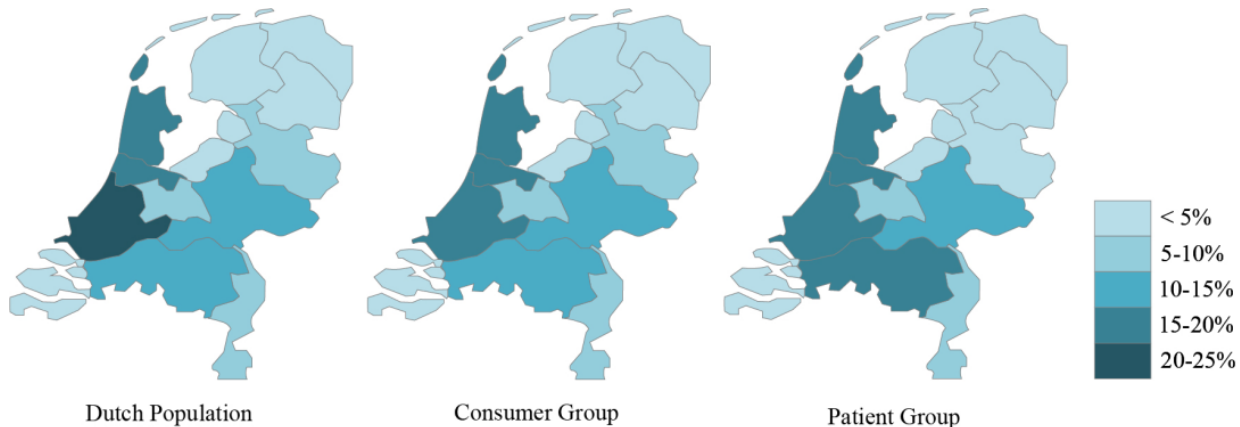 < 5%
5-10%
10-15%
15-20%
20-25%
Dutch Population
Consumer Group
Patient Group